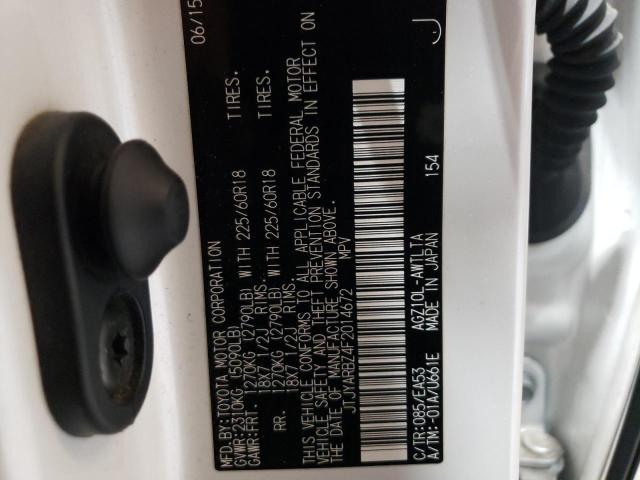 MFD.BY:TOYOTA MOTOR CORPORATION 06/15
GVWR:2310KG (5090LB)
GAWR:FRT. 1270KG (2790LB) WITH 225/60R18 TIRES.
18X7 1/2J RIMS.
RR. 1270KG (2790LB) WITH 225/60R18 TIRES.
18X7 1/2J RIMS.
THIS VEHICLE CONFORMS TO ALL APPLICABLE FEDERAL MOTOR
VEHICLE SAFETY AND THEFT PREVENTION STANDARDS IN EFFECT ON
THE DATE OF MANUFACTURE SHOWN ABOVE.
JTJYARBZ4F2014672 MPV
J
C/TR:085/EA53 AGZ10L-AWTLTA 154
A/TM:-01A/U661E MADE IN JAPAN